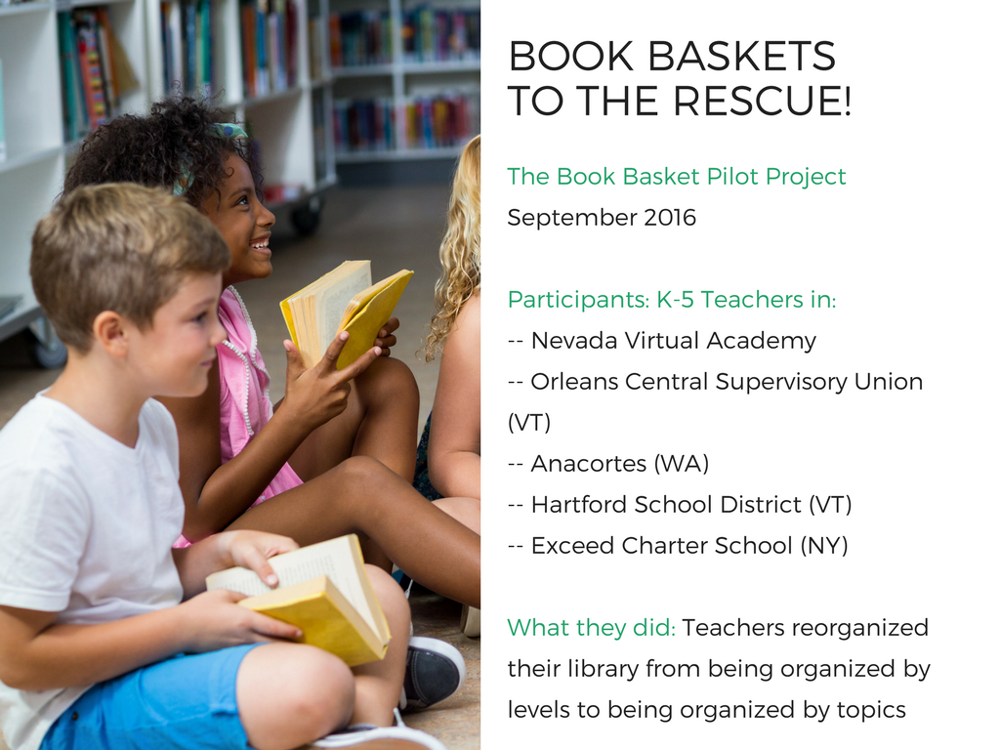 BOOK BASKETS
TO THE RESCUE!
The Book Basket Pilot Project
September 2016
Participants: K-5 Teachers in:
-- Nevada Virtual Academy
-- Orleans Central Supervisory Union
(VT)
-- Anacortes (WA)
-- Hartford School District (VT)
-- Exceed Charter School (NY)
What they did: Teachers reorganized
their library from being organized by
levels to being organized by topics